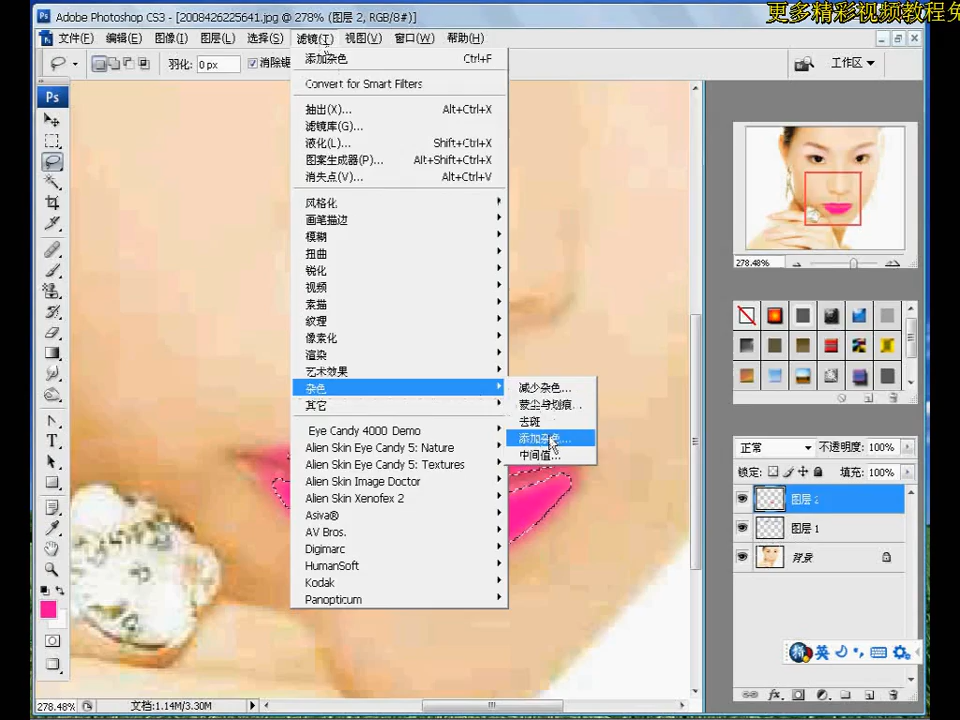 更多精彩视频教程免
Adobe Photoshop CS3 - [2008426225641.jpg @ 278% (图层 2, RGB/8#)]
文件(F) 编辑(E) 图像(I) 图层(L) 选择(S) 滤镜(T) 视图(V) 窗口(W) 帮助(H)
羽化: 0 px 消除锯
工作区
添加杂色 Ctrl+F
Convert for Smart Filters
抽出(X)... Alt+Ctrl+X
滤镜库(G)...
液化(L)... Shift+Ctrl+X
图案生成器(P)... Alt+Shift+Ctrl+X
消失点(V)... Alt+Ctrl+V
风格化
画笔描边
模糊
扭曲
锐化
视频
素描
纹理
像素化
渲染
艺术效果
杂色
其它
减少杂色...
蒙尘与划痕...
去斑
添加杂色...
中间值...
Eye Candy 4000 Demo
Alien Skin Eye Candy 5: Nature
Alien Skin Eye Candy 5: Textures
Alien Skin Image Doctor
Alien Skin Xenofex 2
Asiva®
AV Bros.
Digimarc
HumanSoft
Kodak
Panopticum
278.48%
正常 不透明度: 100%
锁定: 填充: 100%
图层 2
图层 1
背景
英
278.48% 文档:1.14M/3.30M